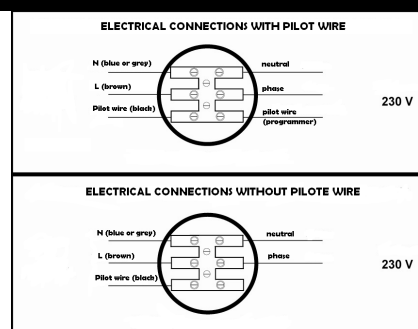 ELECTRICAL CONNECTIONS WITH PILOT WIRE
N (blue or grey)
neutral
L (brown)
phase
Pilot wire (black)
pilot wire
(programmer)
230 V
ELECTRICAL CONNECTIONS WITHOUT PILOTE WIRE
N (blue or grey)
neutral
L (brown)
phase
Pilot wire (black)
230 V